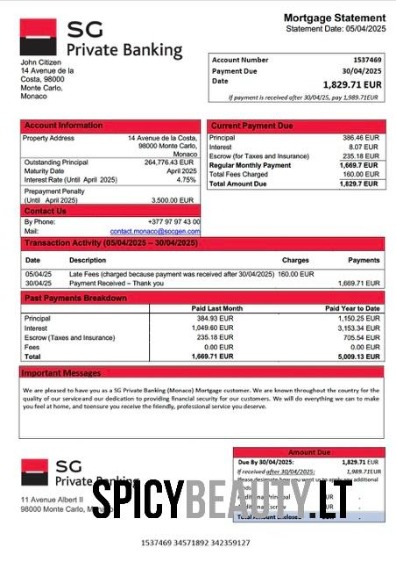 SG
Private Banking
Mortgage Statement
Statement Date: 05/04/2025
John Citizen
14 Avenue de la
Costa, 98000
Monte Carlo,
Monaco
Account Number 1537469
Payment Due Date 30/04/2025
1,829.71 EUR
If payment is received after 30/04/25, pay 1,989.71EUR
Account Information
Property Address 14 Avenue de la Costa,
98000 Monte Carlo,
Monaco
Outstanding Principal 264,776.43 EUR
Maturity Date April 2025
Interest Rate (Until April 2025) 4.75%
Prepayment Penalty
(Until April 2025) 3,500.00 EUR
Contact Us
By Phone: +377 97 97 43 00
Mail: contact.monaco@socgen.com
Current Payment Due
Principal 386.46 EUR
Interest 8.07 EUR
Escrow (for Taxes and Insurance) 235.18 EUR
Regular Monthly Payment 1,669.7 EUR
Total Fees Charged 160.00 EUR
Total Amount Due 1,829.7 EUR
Transaction Activity (05/04/2025 – 30/04/2025)
Date Description Charges Payments
05/04/25 Late Fees (charged because payment was received after 30/04/2025) 160.00 EUR
30/04/25 Payment Received – Thank you 1,669.71 EUR
Past Payments Breakdown
Paid Last Month Paid Year to Date
Principal 384.93 EUR 1,150.25 EUR
Interest 1,049.60 EUR 3,153.34 EUR
Escrow (Taxes and Insurance) 235.18 EUR 705.54 EUR
Fees 0.00 EUR 0.00 EUR
Total 1,669.71 EUR 5,009.13 EUR
Important Messages
We are pleased to have you as a SG Private Banking (Monaco) Mortgage customer. We are known throughout the country for the
quality of our serviceand our dedication to providing financial security for our customers. We will do everything we can to make
you feel at home, and toensure you receive the friendly, professional service you deserve.
SG
Private Banking
11 Avenue Albert II
98000 Monte Carlo,
Amount Due
Due By 30/04/2025: 1,829.71 EUR
If received after 30/04/2025: 1,989.71EUR
Please designate how you want us to apply any additional
Additional Principal
EUR
Total Amount Enclosed
SPICYBEAUTY.LT
1537469 34571892 342359127